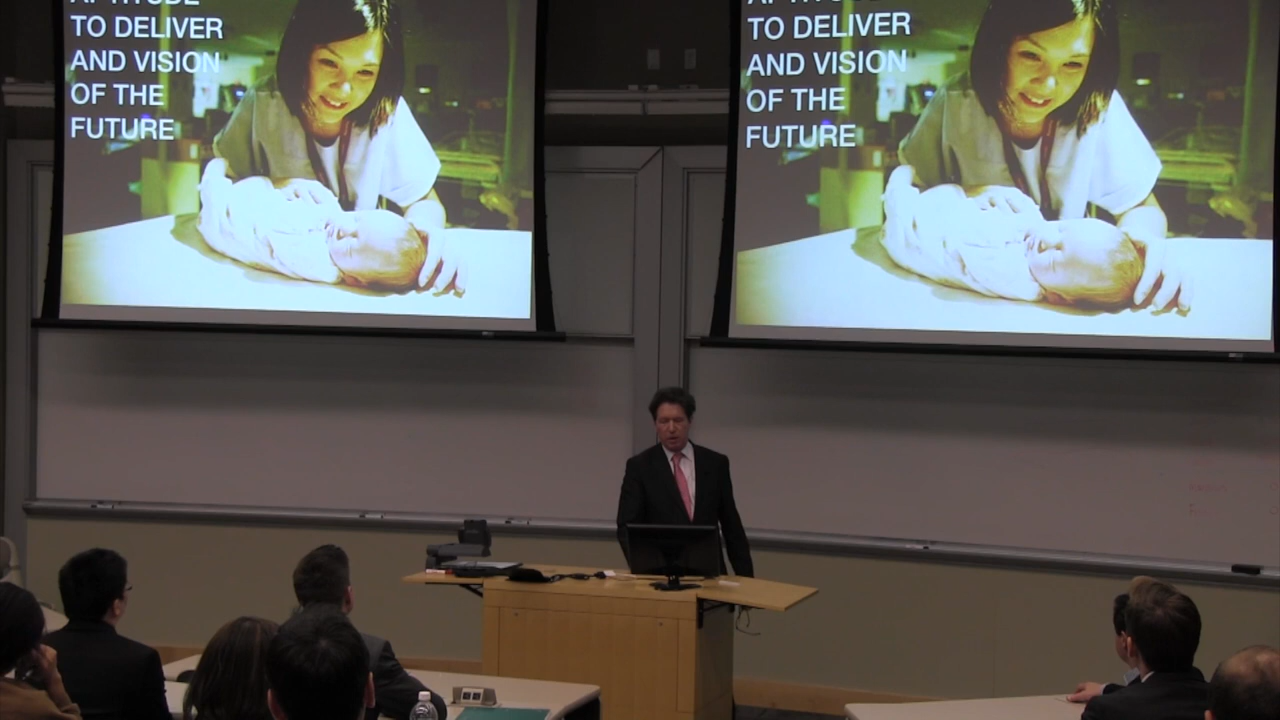 TO DELIVER
AND VISION
OF THE
FUTURE
TO DELIVER
AND VISION
OF THE
FUTURE